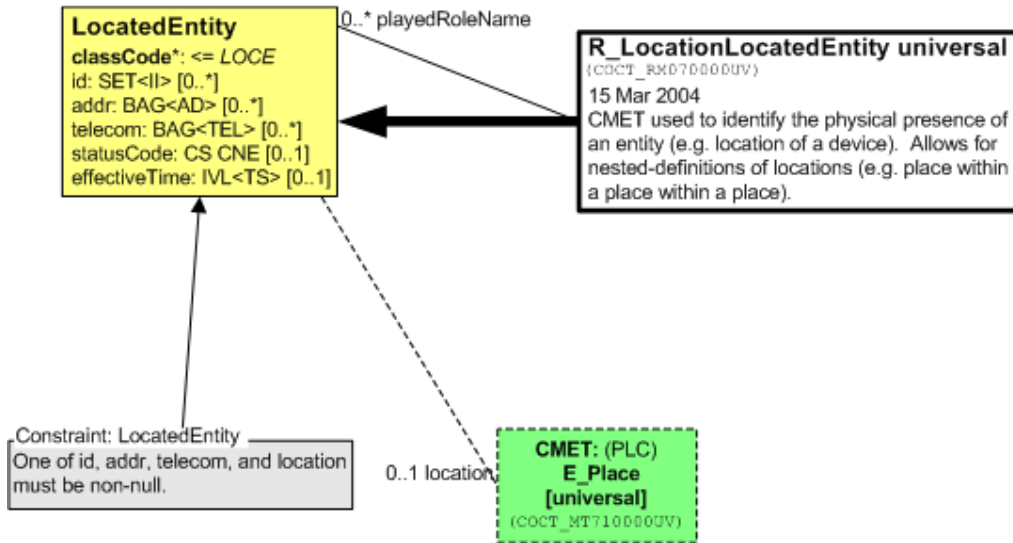 LocatedEntity
classCode*: <= LOCE
id: SET<II> [0..*]
addr: BAG<AD> [0..*]
telecom: BAG<TEL> [0..*]
statusCode: CS CNE [0..1]
effectiveTime: IVL<TS> [0..1]
0..* playedRoleName
R_LocationLocatedEntity universal
(COCT_RM070000UV)
15 Mar 2004
CMET used to identify the physical presence of
an entity (e.g. location of a device).  Allows for
nested-definitions of locations (e.g. place within
a place within a place).
Constraint: LocatedEntity
One of id, addr, telecom, and location
must be non-null.
0..1 location
CMET: (PLC)
E_Place
[universal]
(COCT_MT710000UV)